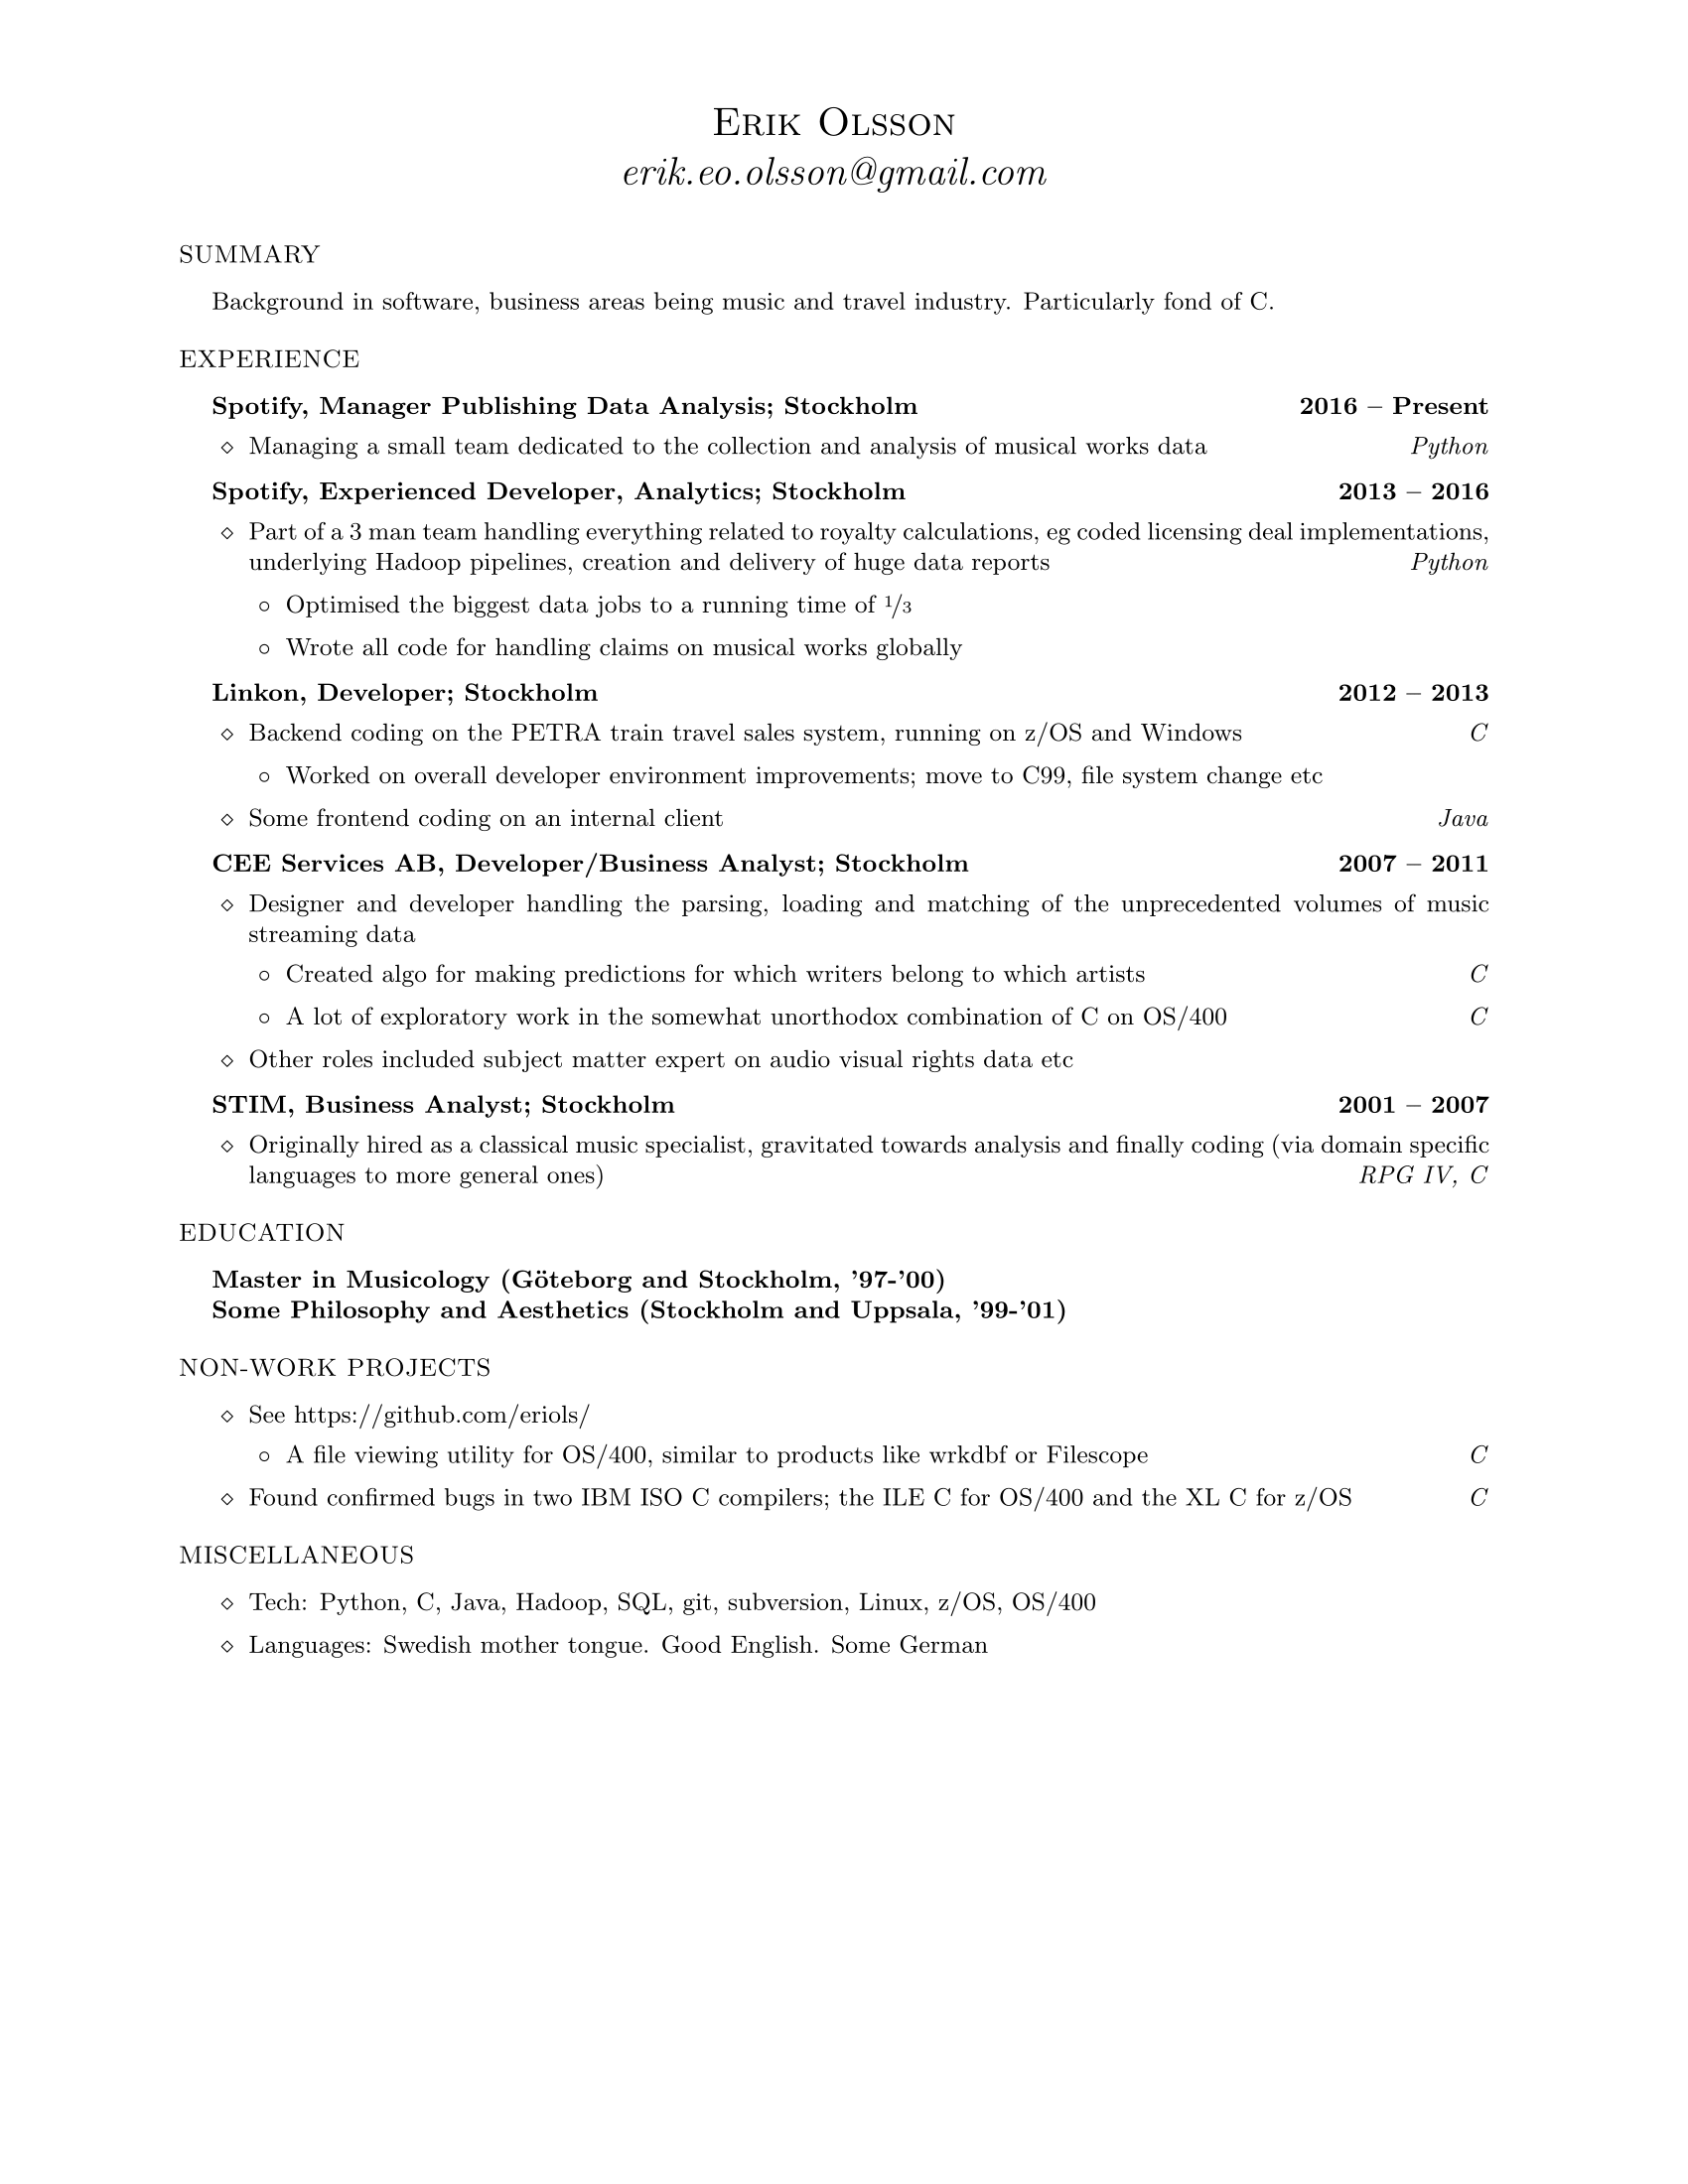 Erik Olsson
erik.eo.olsson@gmail.com
SUMMARY
Background in software, business areas being music and travel industry. Particularly fond of C.
EXPERIENCE
Spotify, Manager Publishing Data Analysis; Stockholm 2016 – Present
⋄ Managing a small team dedicated to the collection and analysis of musical works data Python
Spotify, Experienced Developer, Analytics; Stockholm 2013 – 2016
⋄ Part of a 3 man team handling everything related to royalty calculations, eg coded licensing deal implementations,
underlying Hadoop pipelines, creation and delivery of huge data reports Python
○ Optimised the biggest data jobs to a running time of 1/3
○ Wrote all code for handling claims on musical works globally
Linkon, Developer; Stockholm 2012 – 2013
⋄ Backend coding on the PETRA train travel sales system, running on z/OS and Windows C
○ Worked on overall developer environment improvements; move to C99, file system change etc
⋄ Some frontend coding on an internal client Java
CEE Services AB, Developer/Business Analyst; Stockholm 2007 – 2011
⋄ Designer and developer handling the parsing, loading and matching of the unprecedented volumes of music
streaming data
○ Created algo for making predictions for which writers belong to which artists C
○ A lot of exploratory work in the somewhat unorthodox combination of C on OS/400 C
⋄ Other roles included subject matter expert on audio visual rights data etc
STIM, Business Analyst; Stockholm 2001 – 2007
⋄ Originally hired as a classical music specialist, gravitated towards analysis and finally coding (via domain specific
languages to more general ones) RPG IV, C
EDUCATION
Master in Musicology (Göteborg and Stockholm, ’97-’00)
Some Philosophy and Aesthetics (Stockholm and Uppsala, ’99-’01)
NON-WORK PROJECTS
⋄ See https://github.com/eriols/
○ A file viewing utility for OS/400, similar to products like wrkdbf or Filescope C
⋄ Found confirmed bugs in two IBM ISO C compilers; the ILE C for OS/400 and the XL C for z/OS C
MISCELLANEOUS
⋄ Tech: Python, C, Java, Hadoop, SQL, git, subversion, Linux, z/OS, OS/400
⋄ Languages: Swedish mother tongue. Good English. Some German